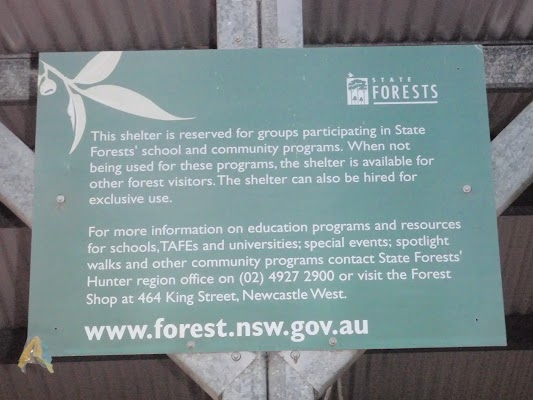 STATE
FORESTS
This shelter is reserved for groups participating in State
Forests' school and community programs. When not
being used for these programs, the shelter is available for
other forest visitors. The shelter can also be hired for
exclusive use.
For more information on education programs and resources
for schools, TAFEs and universities; special events; spotlight
walks and other community programs contact State Forests'
Hunter region office on (02) 4927 2900 or visit the Forest
Shop at 464 King Street, Newcastle West.
www.forest.nsw.gov.au